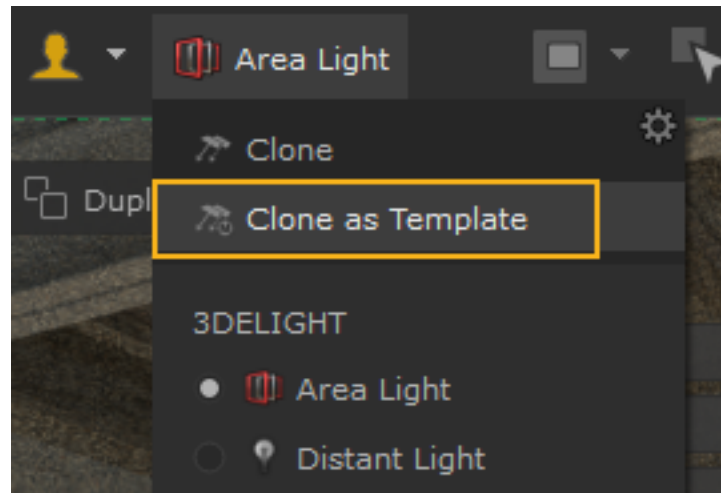 Area Light
Clone
Dupl
Clone as Template
3DELIGHT
Area Light
Distant Light